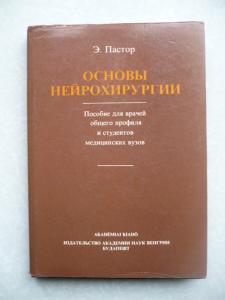 Э. Пастор
ОСНОВЫ
НЕЙРОХИРУРГИИ
Пособие для врачей
общего профиля
и студентов
медицинских вузов
AKADÉMIAI KIADÓ
ИЗДАТЕЛЬСТВО АКАДЕМИИ НАУК ВЕНГРИИ
БУДАПЕШТ